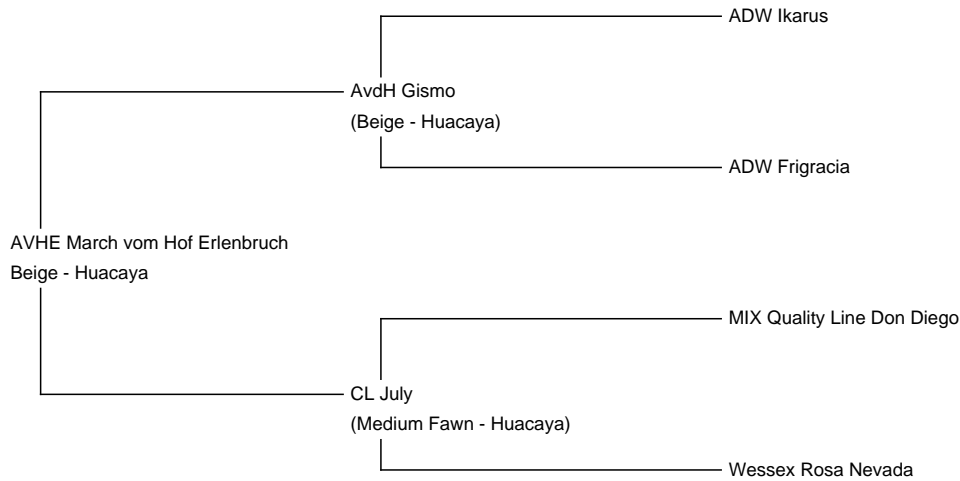 ADW Ikarus
AvdH Gismo
(Beige - Huacaya)
ADW Frigracia
AVHE March vom Hof Erlenbruch
Beige - Huacaya
MIX Quality Line Don Diego
CL July
(Medium Fawn - Huacaya)
Wessex Rosa Nevada